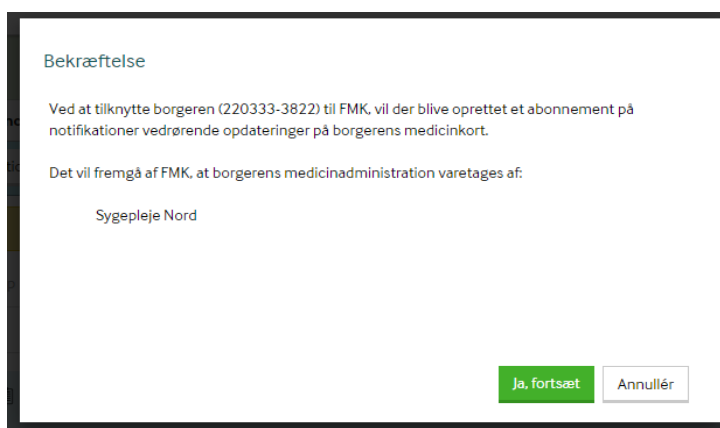 Bekræftelse
Ved at tilknytte borgeren (220333-3822) til FMK, vil der blive oprettet et abonnement på
notifikationer vedrørende opdateringer på borgerens medicinkort.
Det vil fremgå af FMK, at borgerens medicinadministration varetages af:
Sygepleje Nord
Ja, fortsæt
Annullér